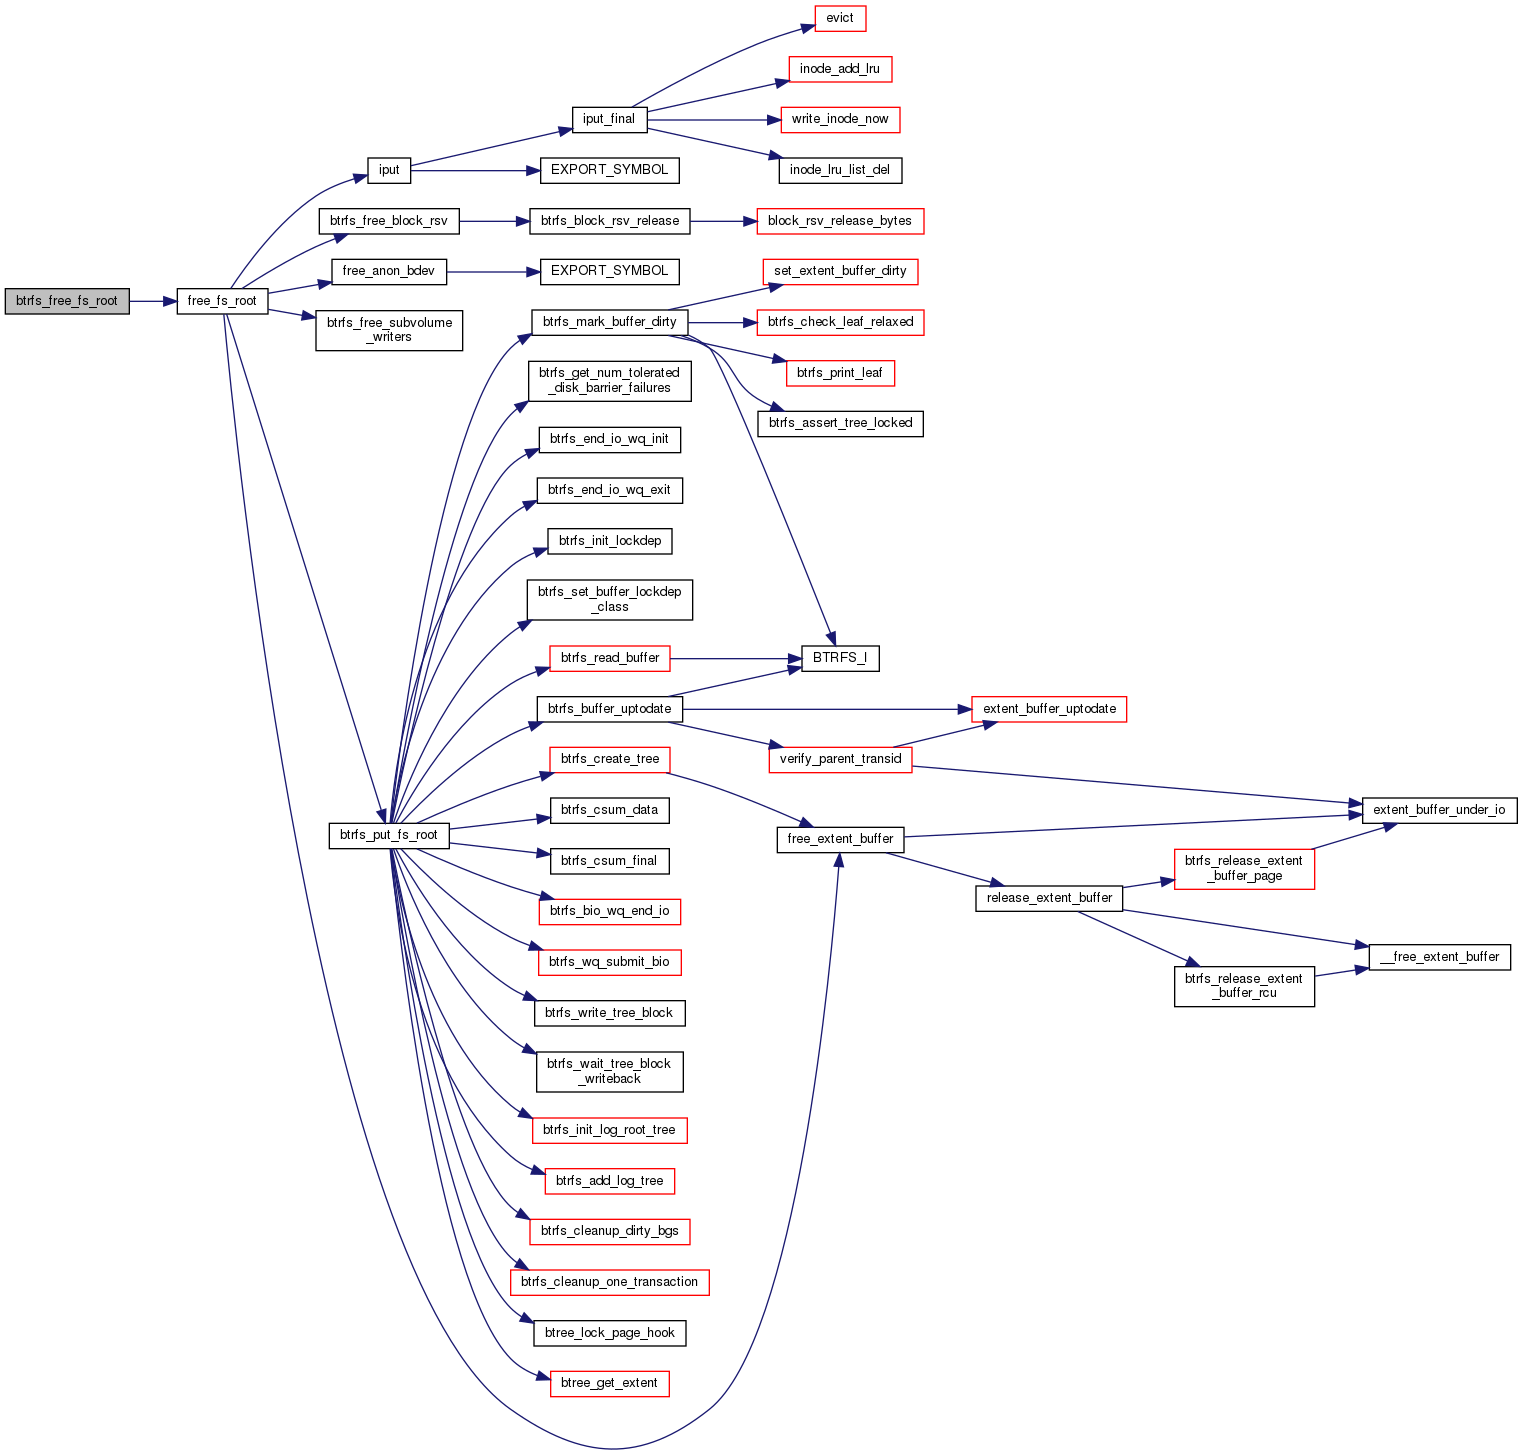 evict
inode_add_lru
iput_final
write_inode_now
iput
EXPORT_SYMBOL
inode_lru_list_del
btrfs_free_block_rsv
btrfs_block_rsv_release
block_rsv_release_bytes
free_anon_bdev
EXPORT_SYMBOL
set_extent_buffer_dirty
btrfs_free_fs_root
free_fs_root
btrfs_free_subvolume
_writers
btrfs_mark_buffer_dirty
btrfs_check_leaf_relaxed
btrfs_get_num_tolerated
_disk_barrier_failures
btrfs_print_leaf
btrfs_assert_tree_locked
btrfs_end_io_wq_init
btrfs_end_io_wq_exit
btrfs_init_lockdep
btrfs_set_buffer_lockdep
_class
btrfs_read_buffer
BTRFS_I
btrfs_buffer_uptodate
extent_buffer_uptodate
btrfs_create_tree
verify_parent_transid
btrfs_csum_data
extent_buffer_under_io
btrfs_put_fs_root
free_extent_buffer
btrfs_csum_final
btrfs_release_extent
_buffer_page
btrfs_bio_wq_end_io
release_extent_buffer
btrfs_wq_submit_bio
__free_extent_buffer
btrfs_release_extent
_buffer_rcu
btrfs_write_tree_block
btrfs_wait_tree_block
_writeback
btrfs_init_log_root_tree
btrfs_add_log_tree
btrfs_cleanup_dirty_bgs
btrfs_cleanup_one_transaction
btree_lock_page_hook
btree_get_extent